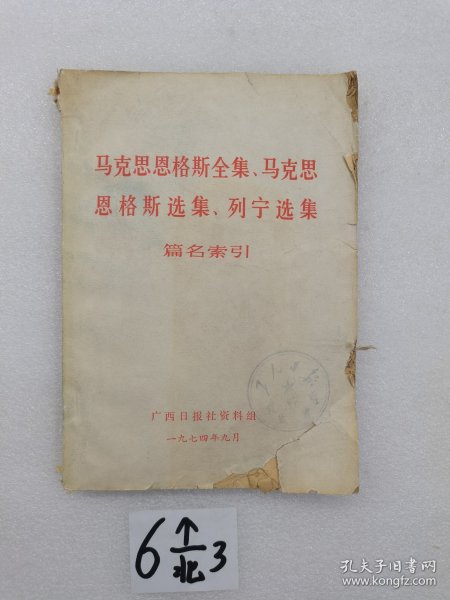 马克思恩格斯全集、马克思
恩格斯选集、列宁选集
篇名索引
广西日报社资料组
一九七四年九月
6个北3
孔夫子旧书网
www.kongfz.com